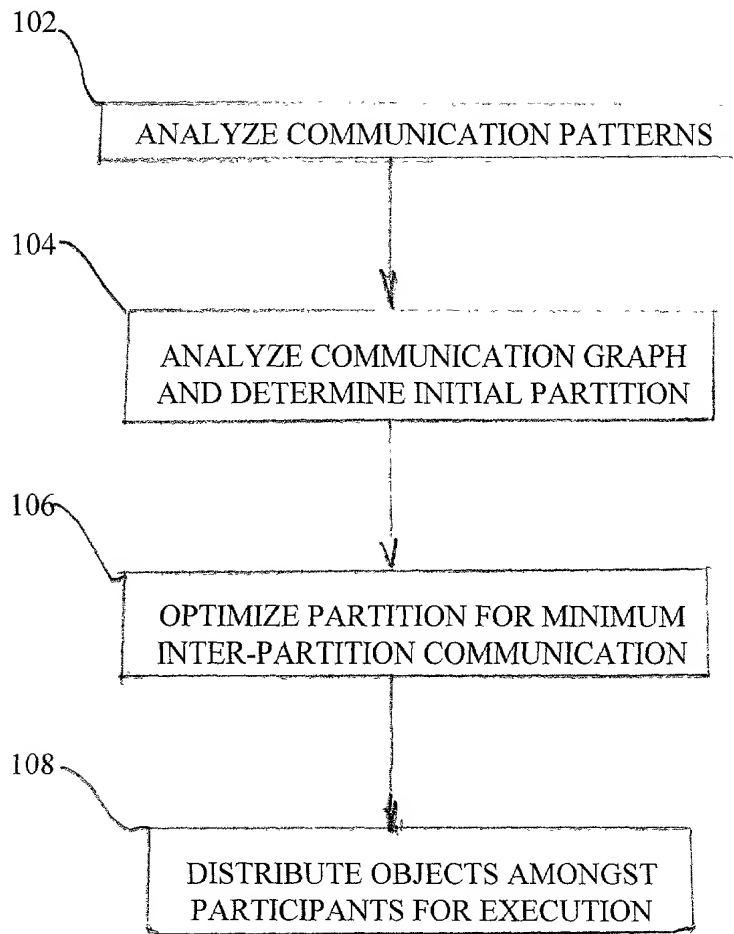 102
ANALYZE COMMUNICATION PATTERNS
104
ANALYZE COMMUNICATION GRAPH
AND DETERMINE INITIAL PARTITION
106
OPTIMIZE PARTITION FOR MINIMUM
INTER-PARTITION COMMUNICATION
108
DISTRIBUTE OBJECTS AMONGST
PARTICIPANTS FOR EXECUTION